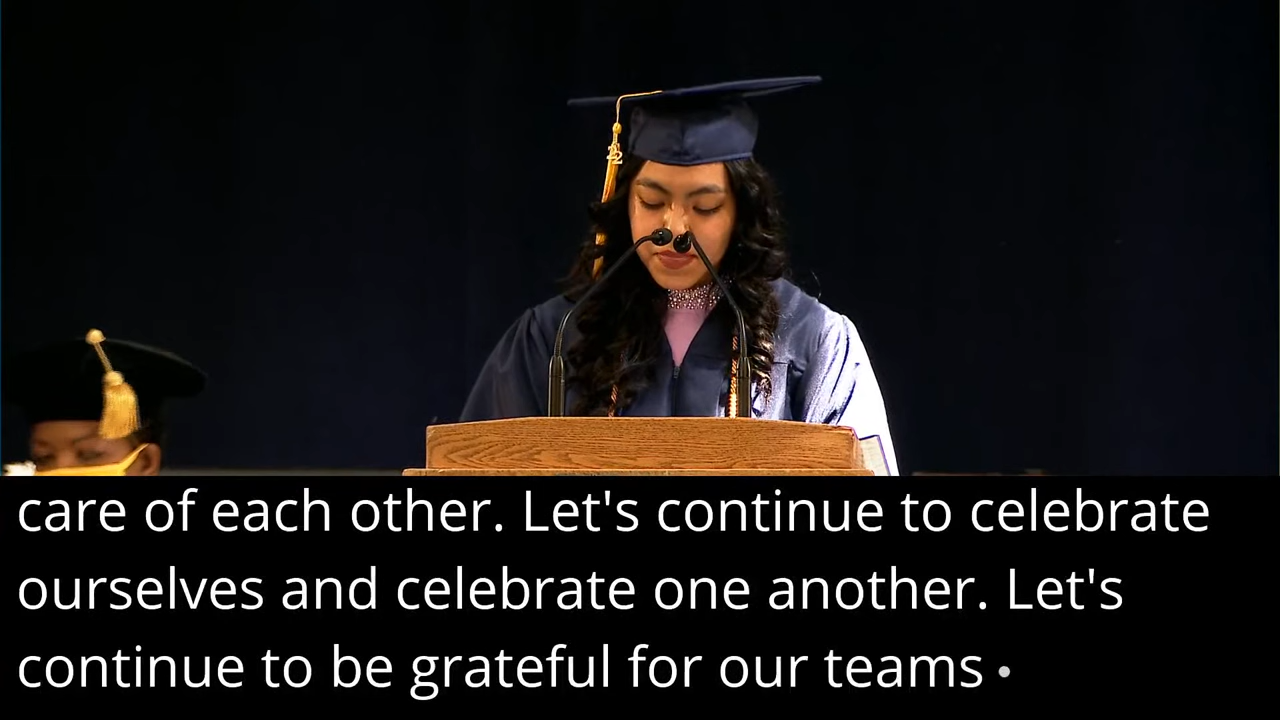 22
care of each other. Let's continue to celebrate
ourselves and celebrate one another. Let's
continue to be grateful for our teams •